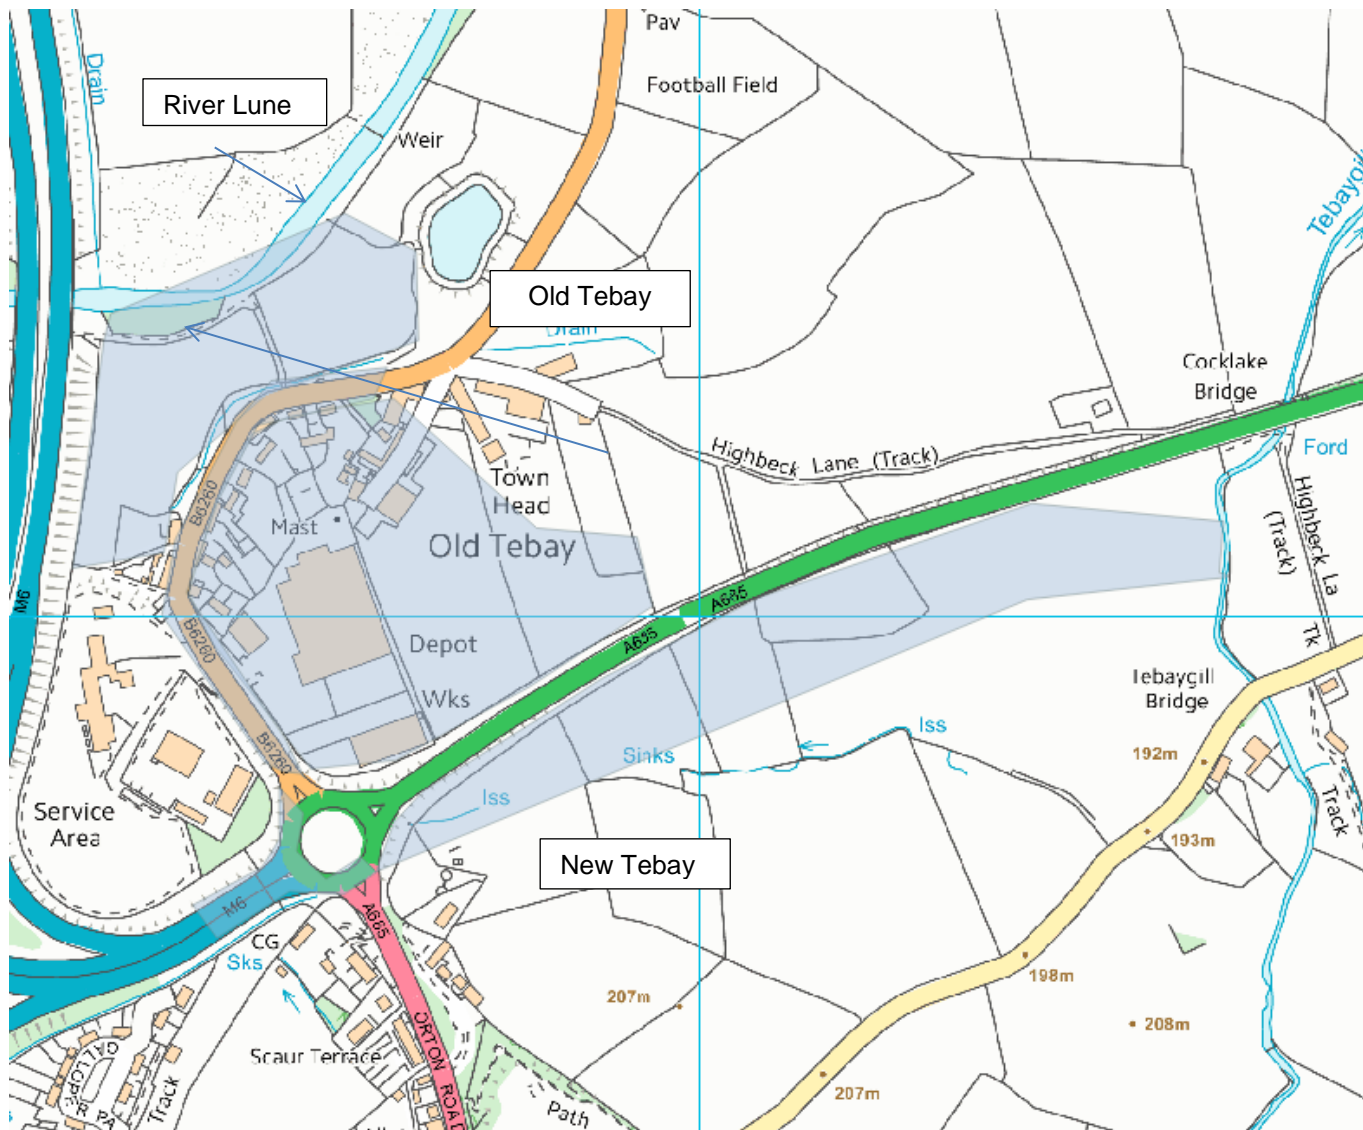 Pav
Football Field
Drain
River Lune
Weir
Tebaygil
Old Tebay
Drain
Cocklake
Bridge
Ford
Highbeck Lane (Track)
Town
Head
B6260
Mast
Old Tebay
Highbeck La
(Track)
Tk
M6
A685
A685
B6260
Depot
Wks
Tebaygill
Bridge
Iss
Sinks
192m
B6260
Iss
Service
Area
Track
193m
New Tebay
M6
A685
CG
Sks
198m
207m
208m
ORTON ROAD
Scaur Terrace
Track
207m
Path